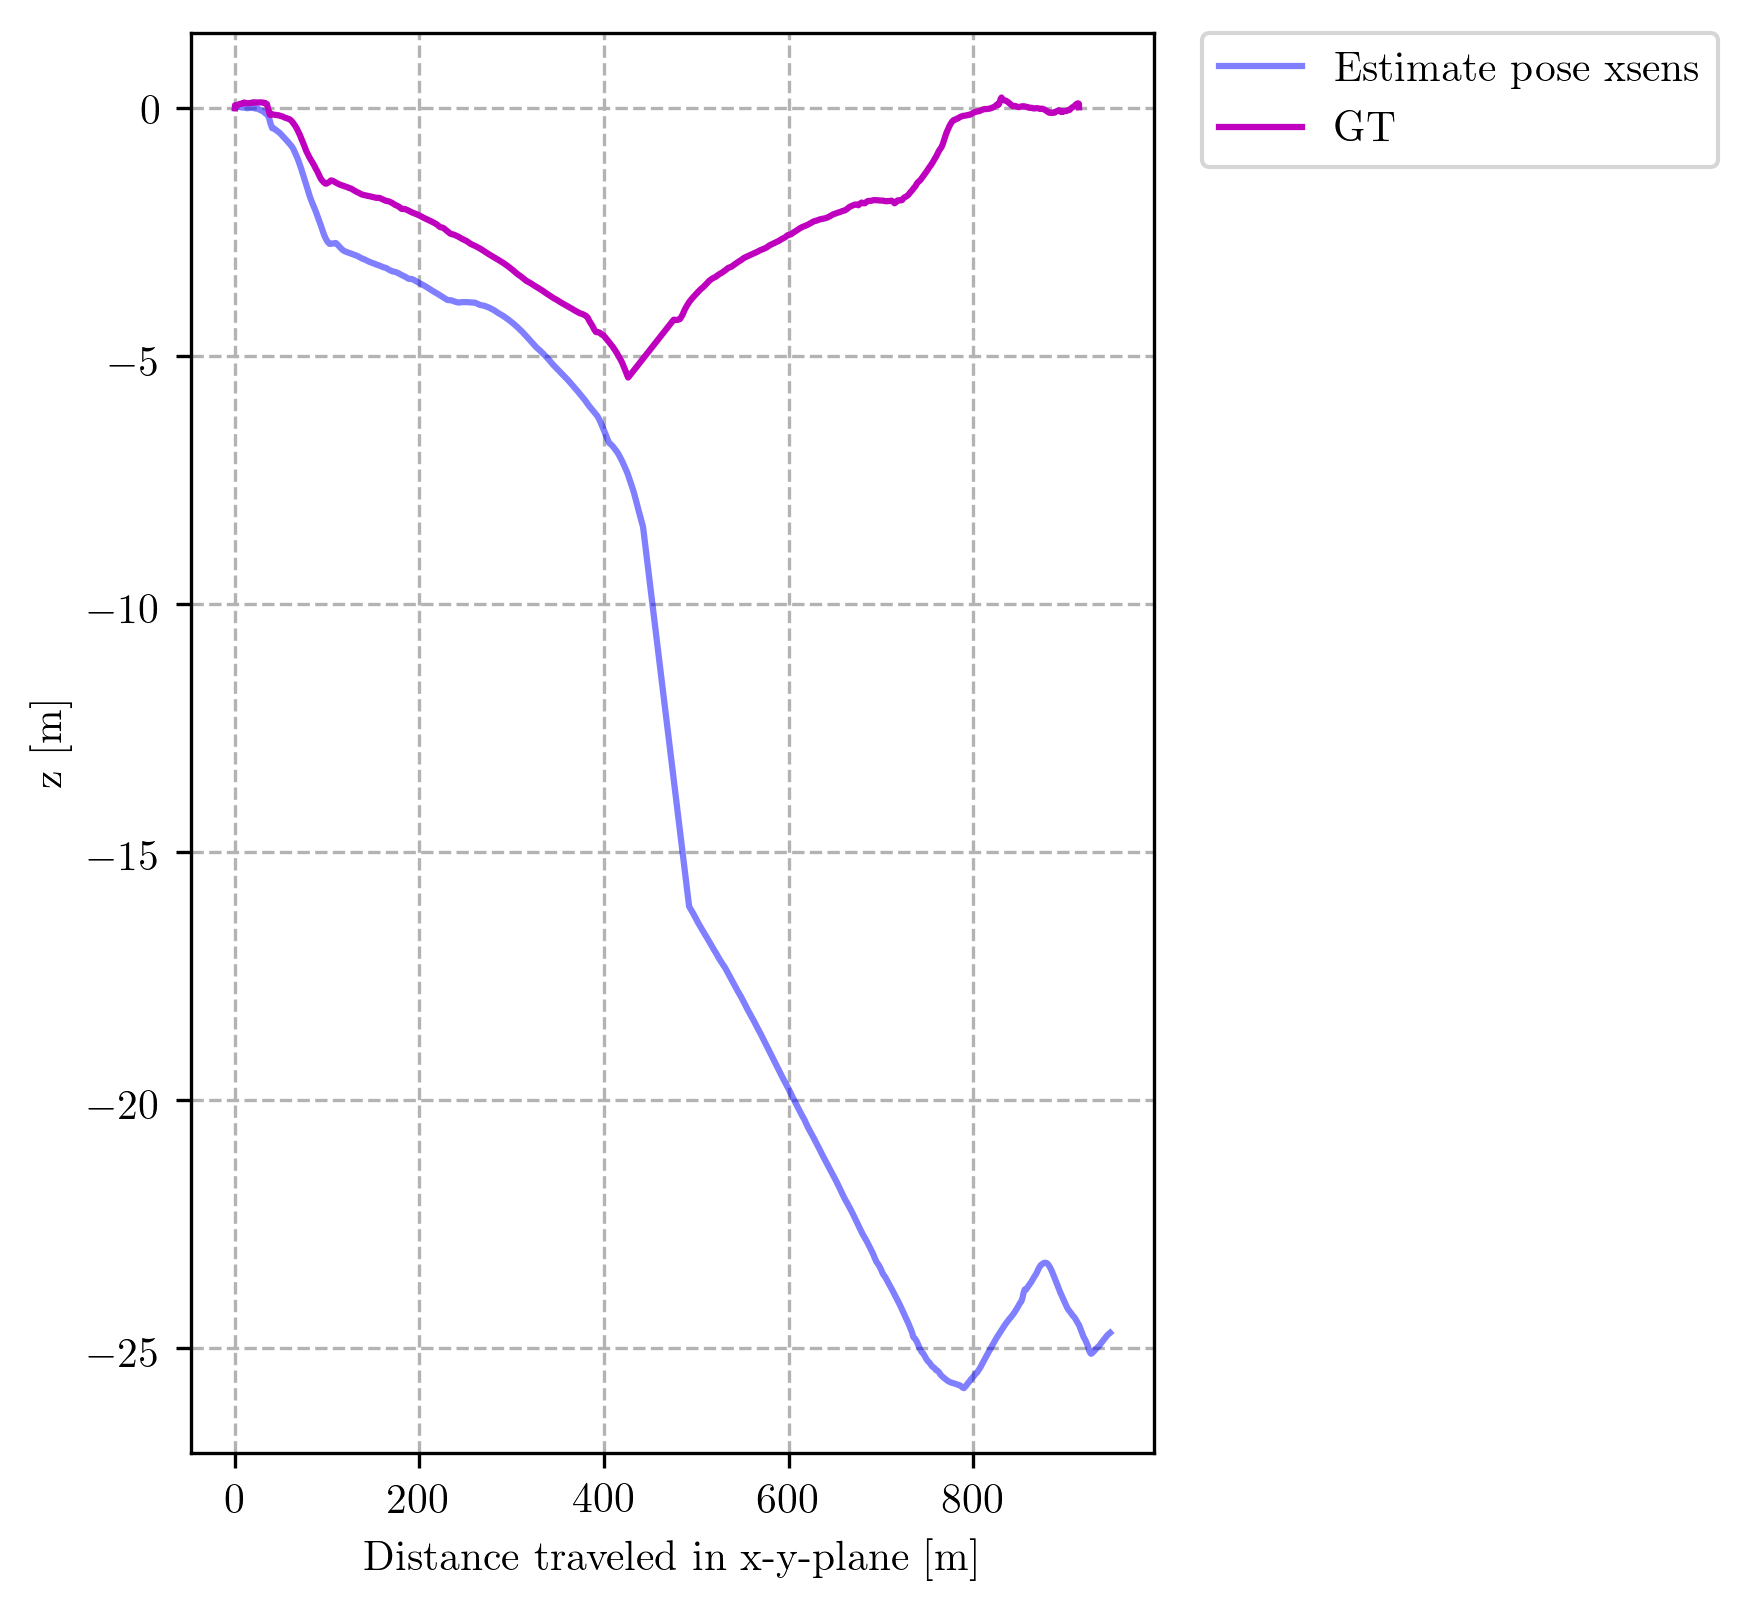 Estimate pose xsens
GT
0
−5
−10
−15
−20
−25
z [m]
0 200 400 600 800
Distance traveled in x-y-plane [m]